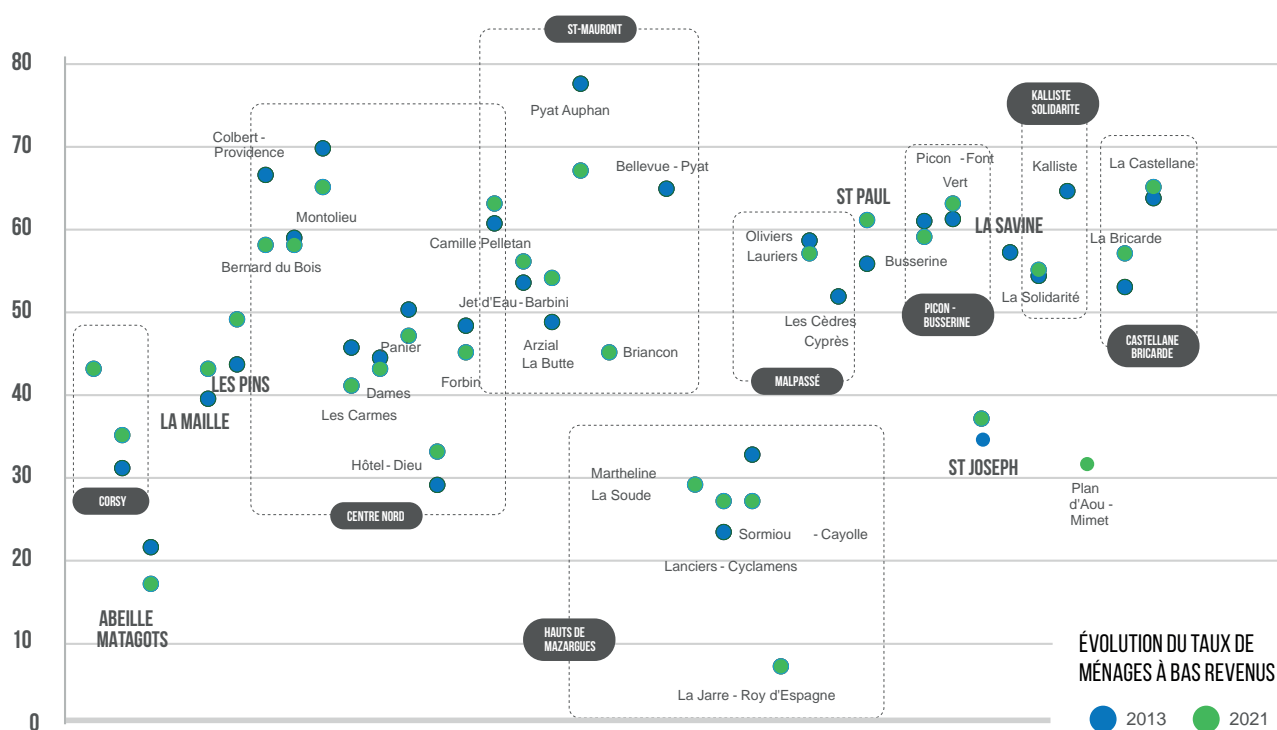 ST-MAURONT
80
KALLISTE
SOLIDARITE
Pyat Auphan
70
Colbert -
Providence
Bellevue - Pyat
Picon - Font
Vert
Kalliste
La Castellane
ST PAUL
Montolieu
60
Camille Pelletan
Oliviers
Lauriers
LA SAVINE
La Bricarde
Bernard du Bois
Busserine
50
Jet d'Eau - Barbini
La Solidarité
Les Cèdres
Cyprès
PICON -
BUSSERINE
Panier
Arzial
La Butte
Briancon
CASTELLANE
BRICARDE
40
LES PINS
Forbin
MALPASSÉ
Dames
Les Carmes
LA MAILLE
30
Hôtel - Dieu
Martheline
La Soude
ST JOSEPH
CORSY
CENTRE NORD
Plan
d'Aou -
Mimet
20
Sormiou - Cayolle
Lanciers - Cyclamens
ABEILLE
MATAGOTS
10
HAUTS DE
MAZARGUES
La Jarre - Roy d'Espagne
0
ÉVOLUTION DU TAUX DE
MÉNAGES À BAS REVENUS
2013
2021